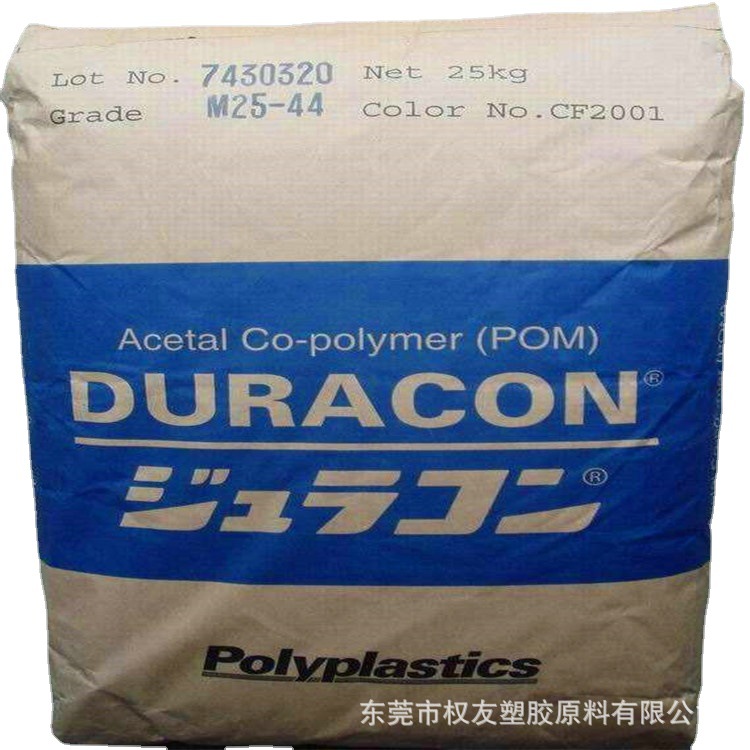 Lot No. 7430320 Net 25kg
Grade M25-44 Color No.CF2001
Acetal Co-polymer (POM)
DURACON®
ジュラコン®
Polyplastics
东莞市权友塑胶原料有限公